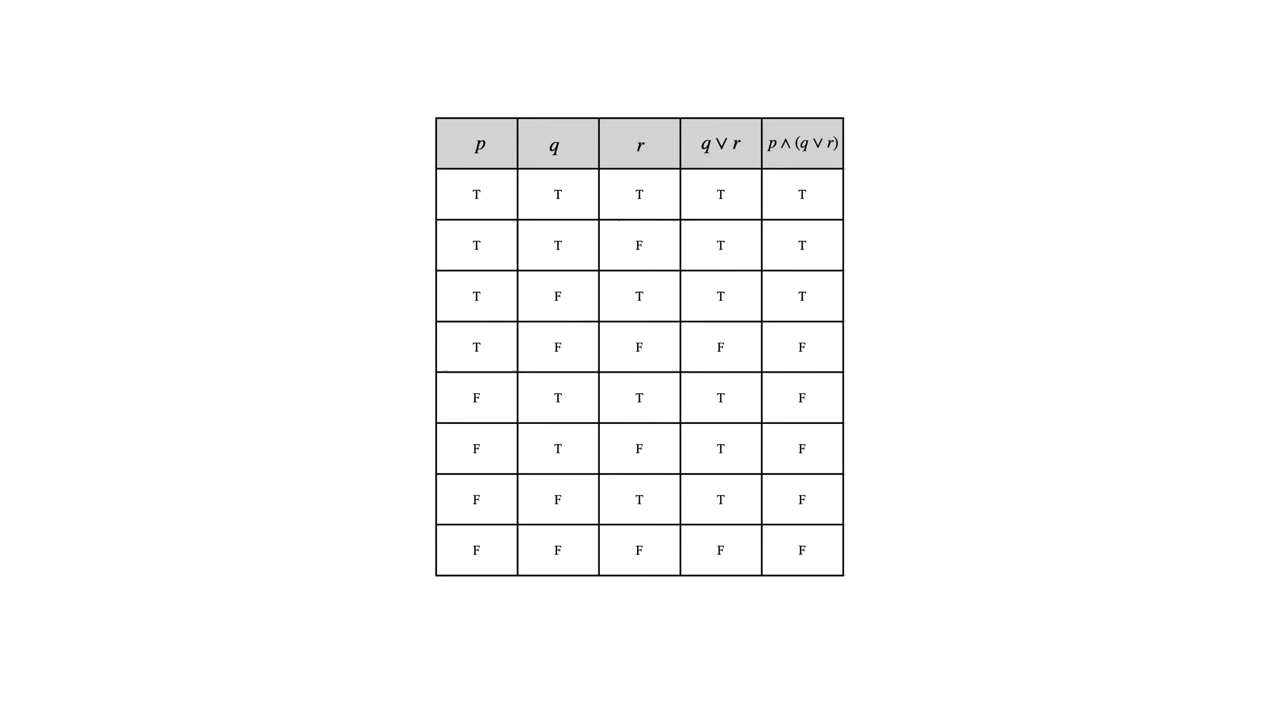 p q r q ∨ r p ∧ (q ∨ r)
T T T T T
T T F T T
T F T T T
T F F F F
F T T T F
F T F T F
F F T T F
F F F F F